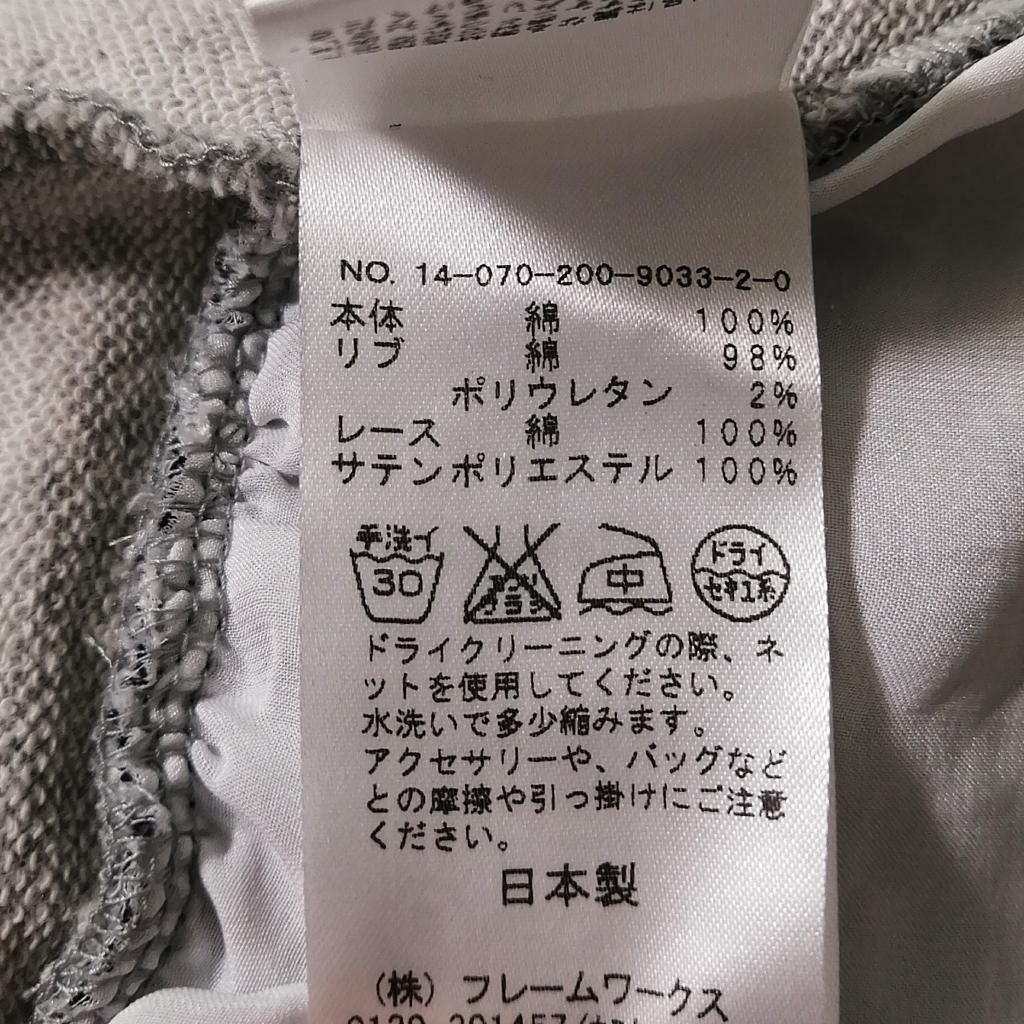 NO. 14-070-200-9033-2-0
本体 綿 100%
リブ 綿 98%
ポリウレタン 2%
レース 綿 100%
サテン ポリエステル 100%
手洗イ
30
エンソ
サラシ
中
ドライ
セキユ系
ドライクリーニングの際、ネ
ットを使用してください。
水洗いで多少縮みます。
アクセサリーや、バッグなど
との摩擦や引っ掛けにご注意
ください。
日本製
(株) フレームワークス